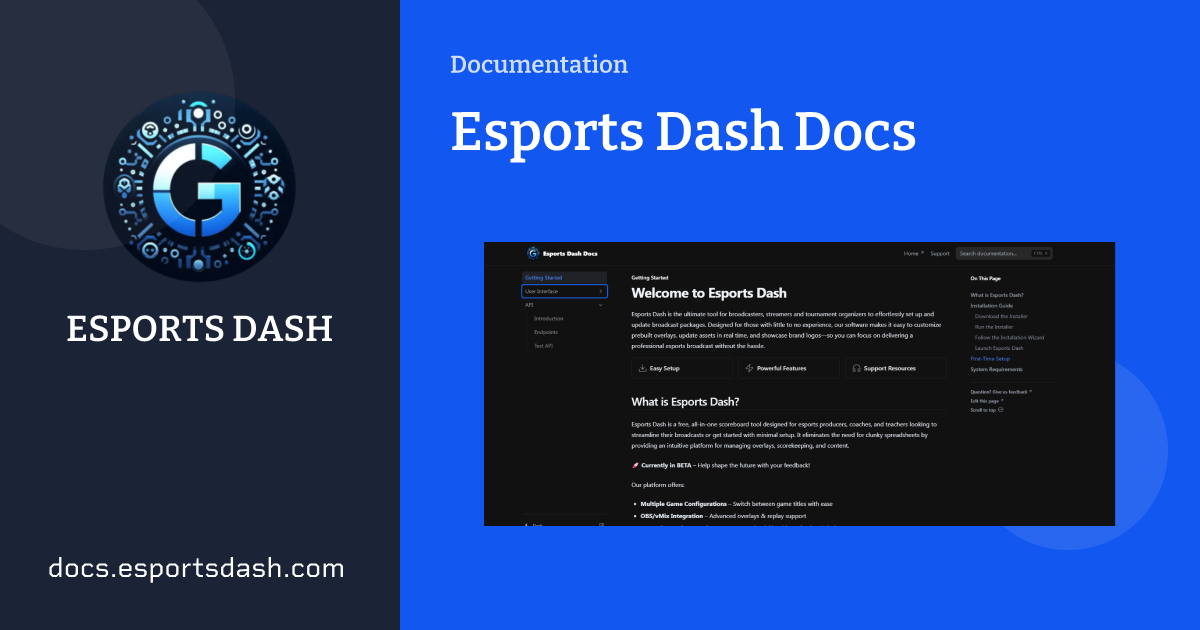 ESPORTS DASH
docs.esportsdash.com
Documentation
Esports Dash Docs
Esports Dash Docs
Home
Support
Search documentation...
CTRL K
Getting Started
User Interface
API
Introduction
Endpoints
Test API
Getting Started
Welcome to Esports Dash
Esports Dash is the ultimate tool for broadcasters, streamers and tournament organizers to effortlessly set up and
update broadcast packages. Designed for those with little to no experience, our software makes it easy to customize
prebuilt overlays, update assets in real time, and showcase brand logos—so you can focus on delivering a
professional esports broadcast without the hassle.
Easy Setup
Powerful Features
Support Resources
What is Esports Dash?
Esports Dash is a free, all-in-one scoreboard tool designed for esports producers, coaches, and teachers looking to
streamline their broadcasts or get started with minimal setup. It eliminates the need for clunky spreadsheets by
providing an intuitive platform for managing overlays, scorekeeping, and content.
🚀 Currently in BETA – Help shape the future with your feedback!
Our platform offers:
• Multiple Game Configurations – Switch between game titles with ease
• OBS/vMix Integration – Advanced overlays & replay support
On This Page
What is Esports Dash?
Installation Guide
Download the Installer
Run the Installer
Follow the Installation Wizard
Launch Esports Dash
First-Time Setup
System Requirements
Question? Give us feedback
Edit this page
Scroll to top